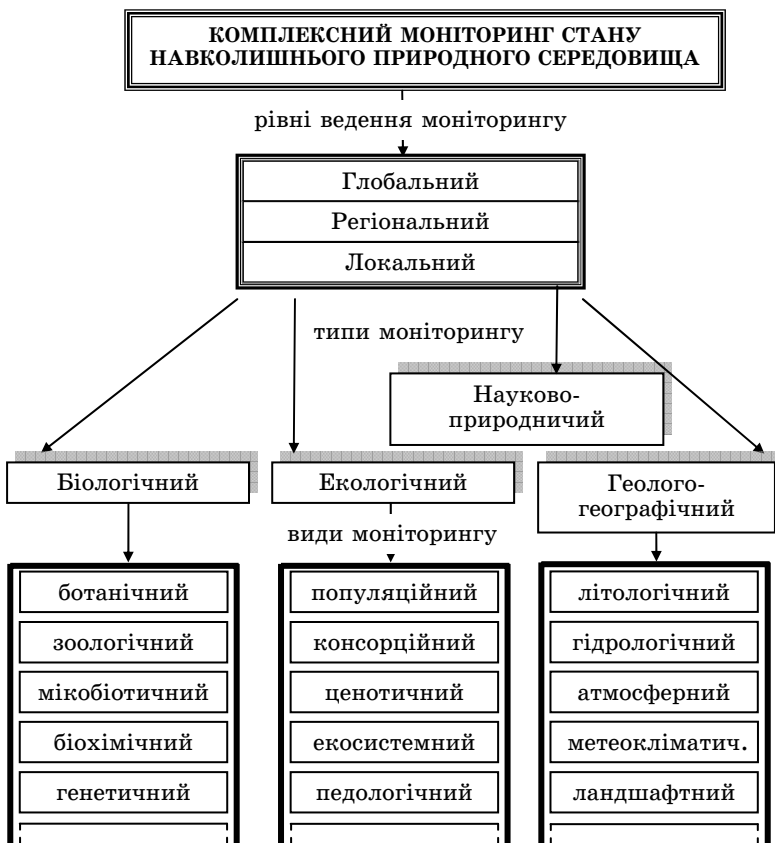 КОМПЛЕКСНИЙ МОНІТОРИНГ СТАНУ
НАВКОЛИШНЬОГО ПРИРОДНОГО СЕРЕДОВИЩА
рівні ведення моніторингу
Глобальний
Регіональний
Локальний
типи моніторингу
Науково-
природничий
Біологічний
Екологічний
Геолого-
географічний
види моніторингу
ботанічний
зоологічний
мікобіотичний
біохімічний
генетичний
популяційний
консорційний
ценотичний
екосистемний
педологічний
літологічний
гідрологічний
атмосферний
метеокліматич.
ландшафтний